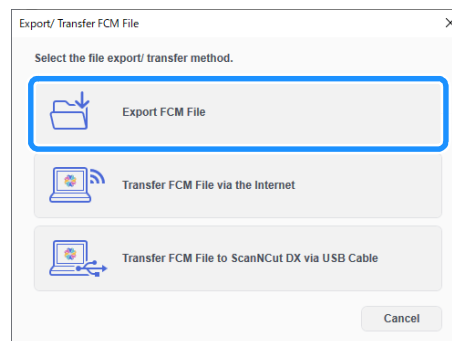 Export/ Transfer FCM File
Select the file export/ transfer method.
Export FCM File
Transfer FCM File via the Internet
Transfer FCM File to ScanNCut DX via USB Cable
Cancel